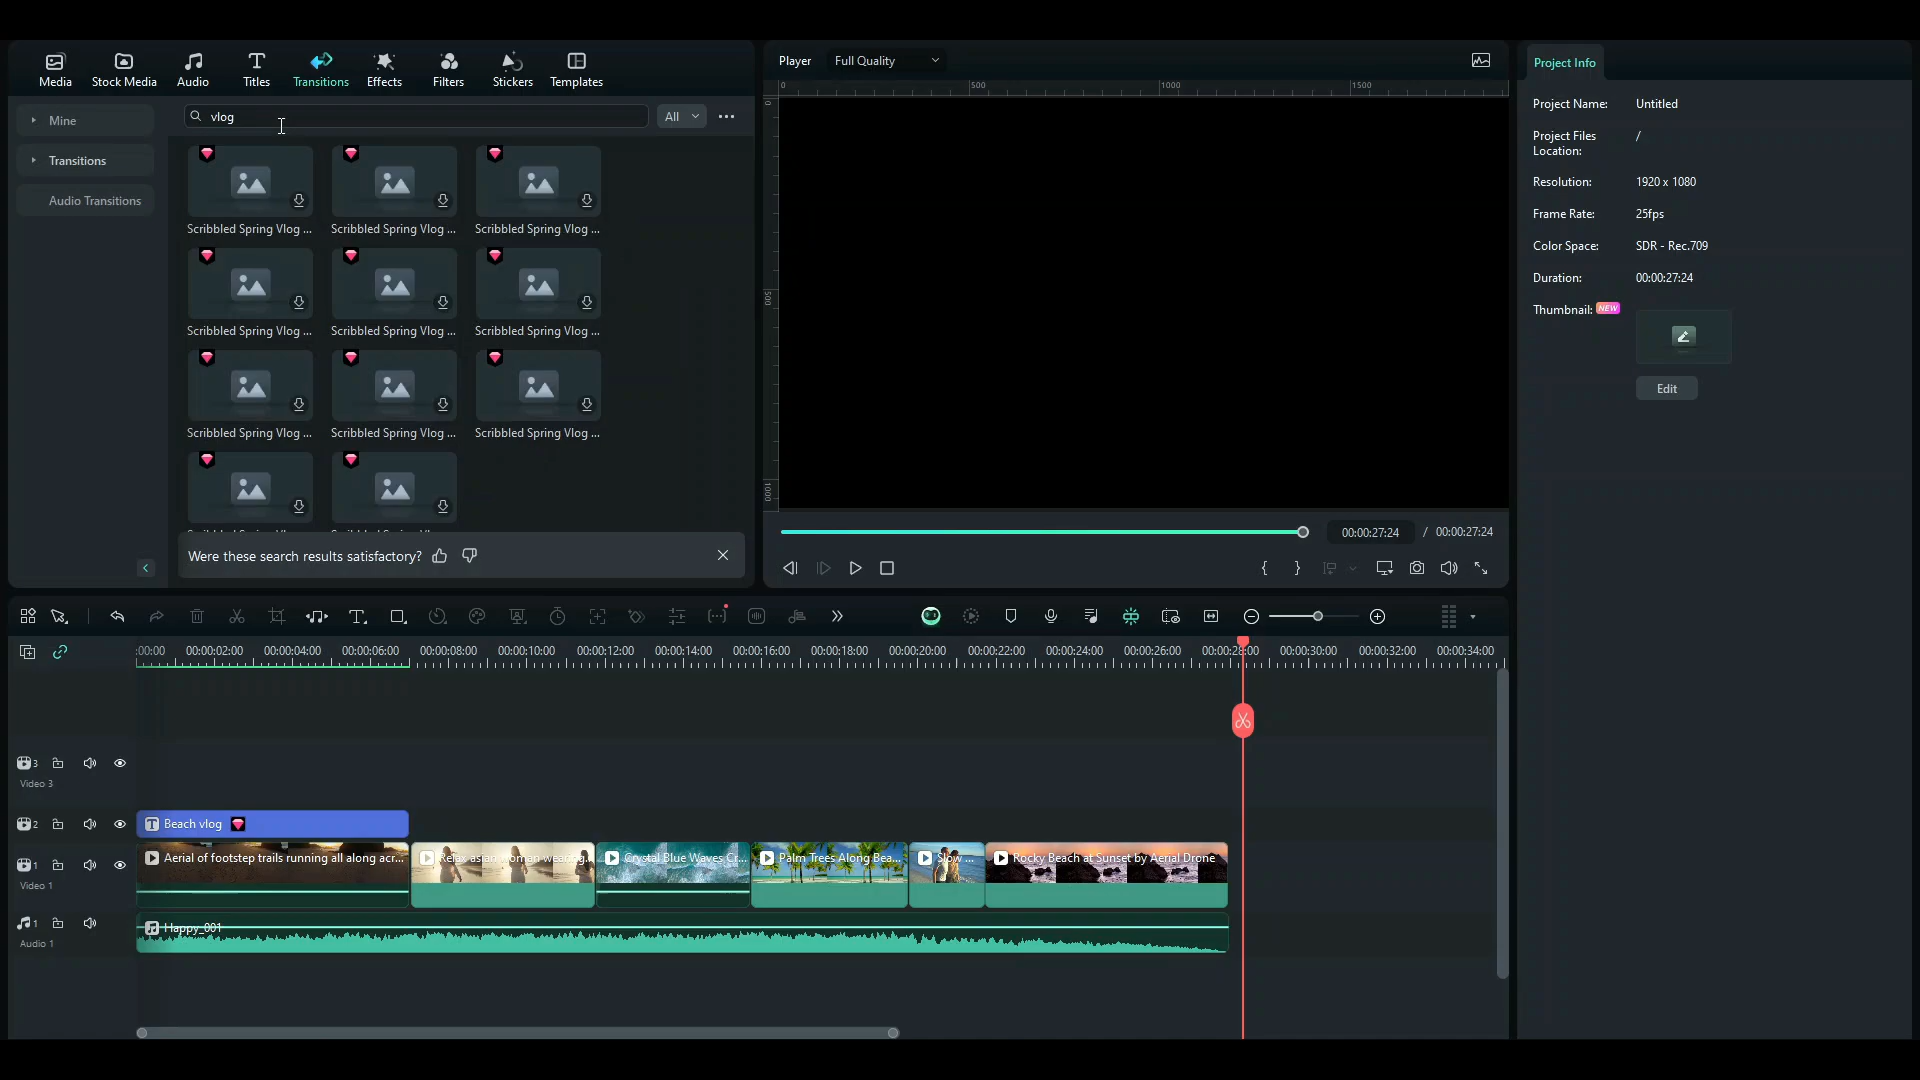 Media
Stock Media
Audio
Titles
Transitions
Effects
Filters
Stickers
Templates
Mine
Transitions
Audio Transitions
vlog
All
Scribbled Spring Vlog ...
Scribbled Spring Vlog ...
Scribbled Spring Vlog ...
Scribbled Spring Vlog ...
Scribbled Spring Vlog ...
Scribbled Spring Vlog ...
Scribbled Spring Vlog ...
Scribbled Spring Vlog ...
Scribbled Spring Vlog ...
Were these search results satisfactory?
Player
Full Quality
0
500
1000
1500
0
500
1000
00:00:27:24 / 00:00:27:24
Project Info
Project Name: Untitled
Project Files Location: /
Resolution: 1920 x 1080
Frame Rate: 25fps
Color Space: SDR - Rec.709
Duration: 00:00:27:24
Thumbnail: NEW
Edit
:00:00 00:00:02:00 00:00:04:00 00:00:06:00 00:00:08:00 00:00:10:00 00:00:12:00 00:00:14:00 00:00:16:00 00:00:18:00 00:00:20:00 00:00:22:00 00:00:24:00 00:00:26:00 00:00:28:00 00:00:30:00 00:00:32:00 00:00:34:00
3
Video 3
2
Beach vlog
1
Video 1
Aerial of footstep trails running all along acr...
Relax asian woman wearing...
Crystal Blue Waves Cr...
Palm Trees Along Bea...
Slow ...
Rocky Beach at Sunset by Aerial Drone
1
Audio 1
Happy_001